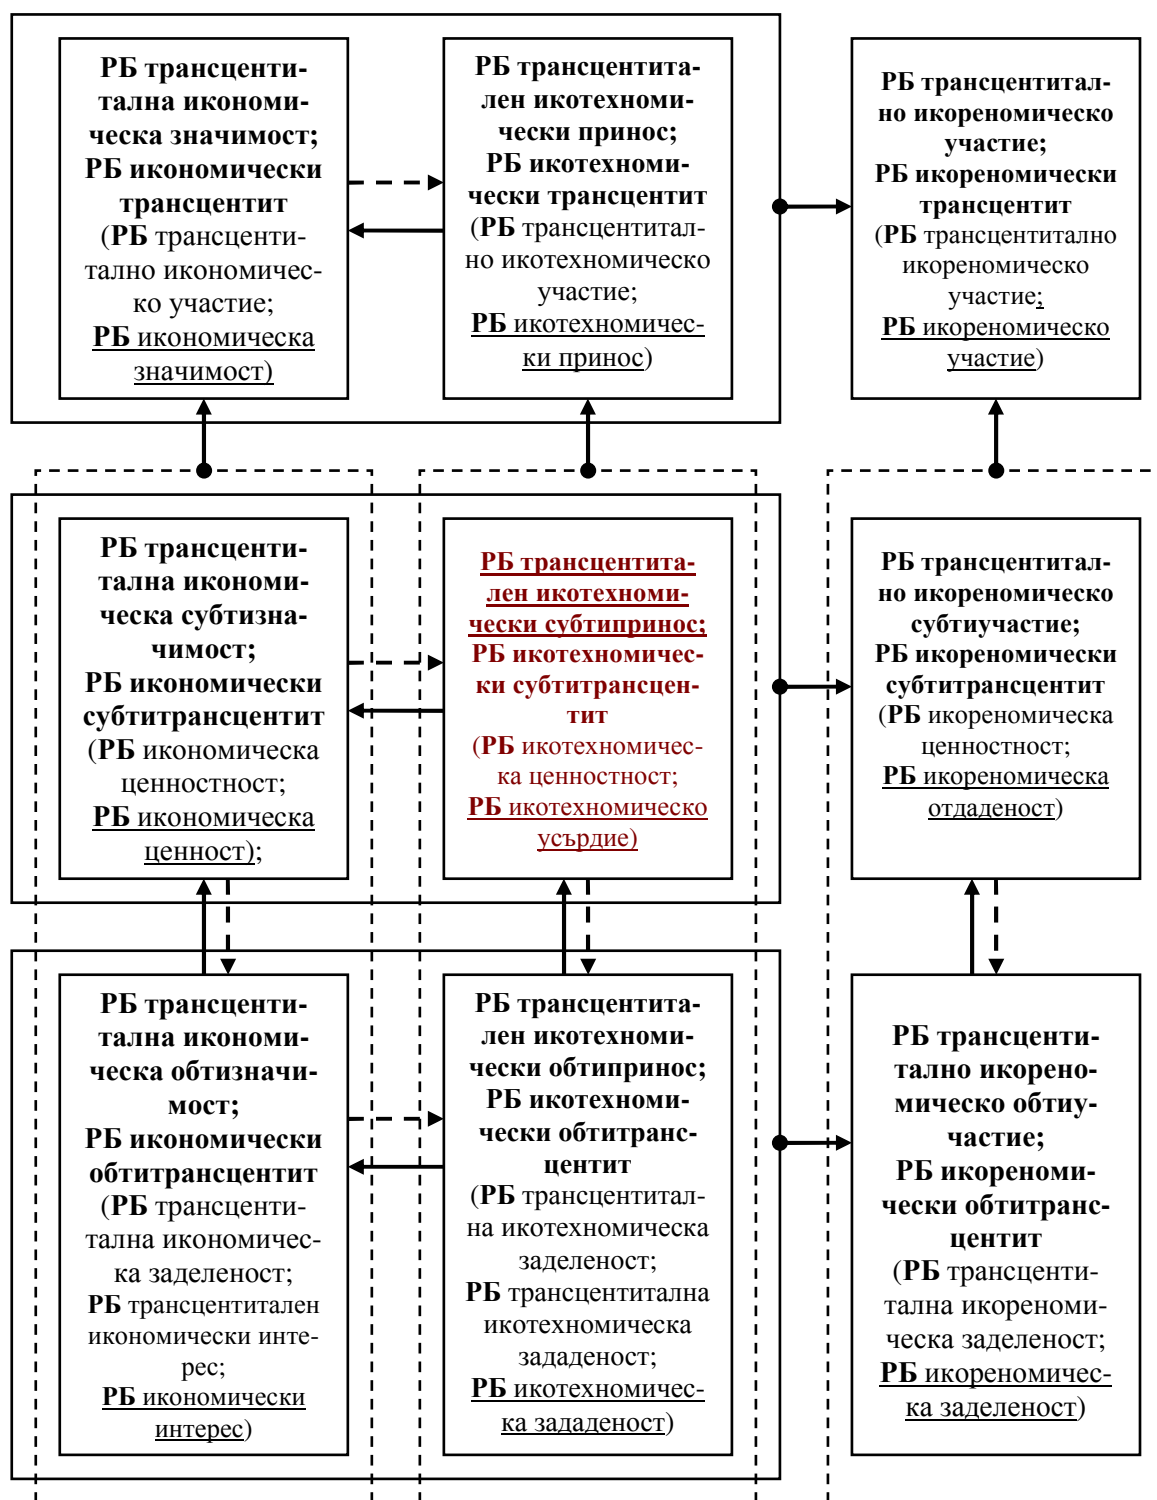 РБ трансценти-
тална икономи-
ческа значимост;
РБ икономически
трансцентит
(РБ трансценти-
тално икономичес-
ко участие;
РБ икономическа
значимост)
РБ трансцентита-
лен икотехноми-
чески принос;
РБ икотехноми-
чески трансцентит
(РБ трансцентитал-
но икотехномическо
участие;
РБ икотехномичес-
ки принос)
РБ трансцентитал-
но икореномическо
участие;
РБ икореномически
трансцентит
(РБ трансцентитално
икореномическо
участие;
РБ икореномическо
участие)
РБ трансценти-
тална икономи-
ческа субтизна-
чимост;
РБ икономически
субтитрансцентит
(РБ икономическа
ценностност;
РБ икономическа
ценност);
РБ трансцентита-
лен икотехноми-
чески субтипринос;
РБ икотехномичес-
ки субтитрансцен-
тит
(РБ икотехномичес-
ка ценностност;
РБ икотехномическо
усърдие)
РБ трансцентитал-
но икореномическо
субтиучастие;
РБ икореномически
субтитрансцентит
(РБ икореномическа
ценностност;
РБ икореномическа
отдаденост)
РБ трансценти-
тална икономи-
ческа обтизначи-
мост;
РБ икономически
обтитрансцентит
(РБ трансценти-
тална икономичес-
ка заделеност;
РБ трансцентитален
икономически инте-
рес;
РБ икономически
интерес)
РБ трансцентита-
лен икотехноми-
чески обтипринос;
РБ икотехноми-
чески обтитранс-
центит
(РБ трансцентитал-
на икотехномическа
заделеност;
РБ трансцентитална
икотехномическа
зададеност;
РБ икотехномичес-
ка зададеност)
РБ трансценти-
тално икорено-
мическо обтиу-
частие;
РБ икореноми-
чески обтитранс-
центит
(РБ трансценти-
тална икореноми-
ческа заделеност;
РБ икореномичес-
ка заделеност)